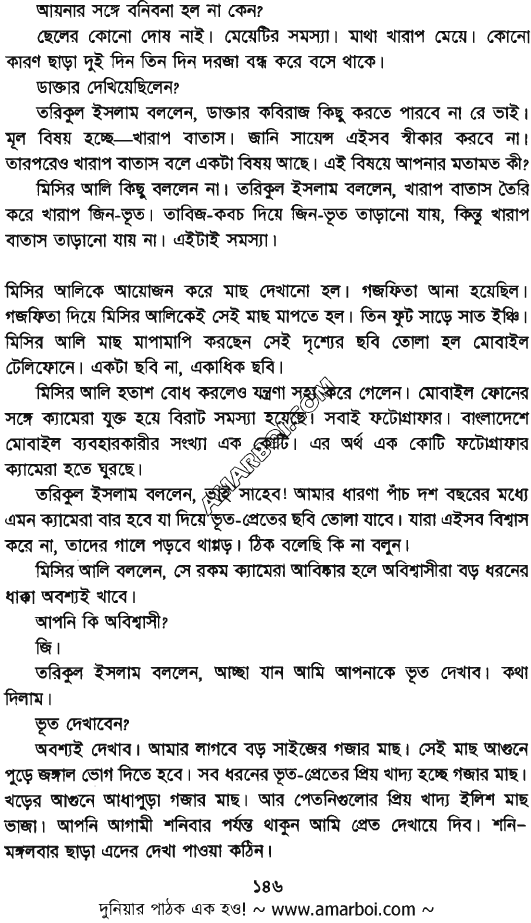 আয়নার সঙ্গে বনিবনা হল না কেন?
ছেলের কোনো দোষ নাই। মেয়েটির সমস্যা। মাথা খারাপ মেয়ে। কোনো
কারণ ছাড়া দুই দিন তিন দিন দরজা বন্ধ করে বসে থাকে।
ডাক্তার দেখিয়েছিলেন?
তরিকুল ইসলাম বললেন, ডাক্তার কবিরাজ কিছু করতে পারবে না রে ভাই।
মূল বিষয় হচ্ছে—খারাপ বাতাস। জানি সায়েন্স এইসব স্বীকার করবে না।
তারপরেও খারাপ বাতাস বলে একটা বিষয় আছে। এই বিষয়ে আপনার মতামত কী?
মিসির আলি কিছু বললেন না। তরিকুল ইসলাম বললেন, খারাপ বাতাস তৈরি
করে খারাপ জিন-ভূত। তাবিজ-কবচ দিয়ে জিন-ভূত তাড়ানো যায়, কিন্তু খারাপ
বাতাস তাড়ানো যায় না। এইটাই সমস্যা।
মিসির আলিকে আয়োজন করে মাছ দেখানো হল। গজফিতা আনা হয়েছিল।
গজফিতা দিয়ে মিসির আলিকেই সেই মাছ মাপতে হল। তিন ফুট সাড়ে সাত ইঞ্চি।
মিসির আলি মাছ মাপামাপি করছেন সেই দৃশ্যের ছবি তোলা হল মোবাইল
টেলিফোনে। একটা ছবি না, একাধিক ছবি।
মিসির আলি হতাশ বোধ করলেও যন্ত্রণা সহ্য করে গেলেন। মোবাইল ফোনের
সঙ্গে ক্যামেরা যুক্ত হয়ে বিরাট সমস্যা হয়েছে। সবাই ফটোগ্রাফার। বাংলাদেশে
মোবাইল ব্যবহারকারীর সংখ্যা এক কোটি। এর অর্থ এক কোটি ফটোগ্রাফার
ক্যামেরা হতে ঘুরছে।
তরিকুল ইসলাম বললেন, ভাই সাহেব! আমার ধারণা পাঁচ দশ বছরের মধ্যে
এমন ক্যামেরা বার হবে যা দিয়ে ভূত-প্রেতের ছবি তোলা যাবে। যারা এইসব বিশ্বাস
করে না, তাদের গালে পড়বে থাপ্পড়। ঠিক বলেছি কি না বলুন।
মিসির আলি বললেন, সে রকম ক্যামেরা আবিষ্কার হলে অবিশ্বাসীরা বড় ধরনের
ধাক্কা অবশ্যই খাবে।
আপনি কি অবিশ্বাসী?
জি।
তরিকুল ইসলাম বললেন, আচ্ছা যান আমি আপনাকে ভূত দেখাব। কথা
দিলাম।
ভূত দেখাবেন?
অবশ্যই দেখাব। আমার লাগবে বড় সাইজের গজার মাছ। সেই মাছ আগুনে
পুড়ে জঙ্গলে ভোগ দিতে হবে। সব ধরনের ভূত-প্রেতের প্রিয় খাদ্য হচ্ছে গজার মাছ।
খড়ের আগুনে আধাপুড়া গজার মাছ। আর পেতনিগুলোর প্রিয় খাদ্য ইলিশ মাছ
ভাজা। আপনি আগামী শনিবার পর্যন্ত থাকুন আমি প্রেত দেখায়ে দিব। শনি–
মঙ্গলবার ছাড়া এদের দেখা পাওয়া কঠিন।
১৪৬
দুনিয়ার পাঠক এক হও! ~ www.amarboi.com ~
AMARBOI.COM